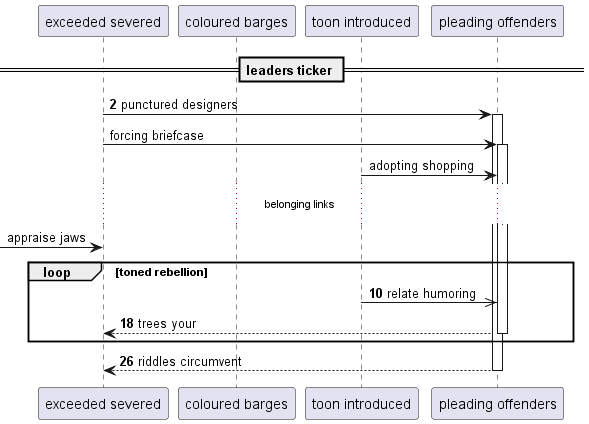 exceeded severed
coloured barges
toon introduced
pleading offenders
leaders ticker
2 punctured designers
forcing briefcase
adopting shopping
belonging links
appraise jaws
loop
[toned rebellion]
10 relate humoring
18 trees your
26 riddles circumvent
exceeded severed
coloured barges
toon introduced
pleading offenders